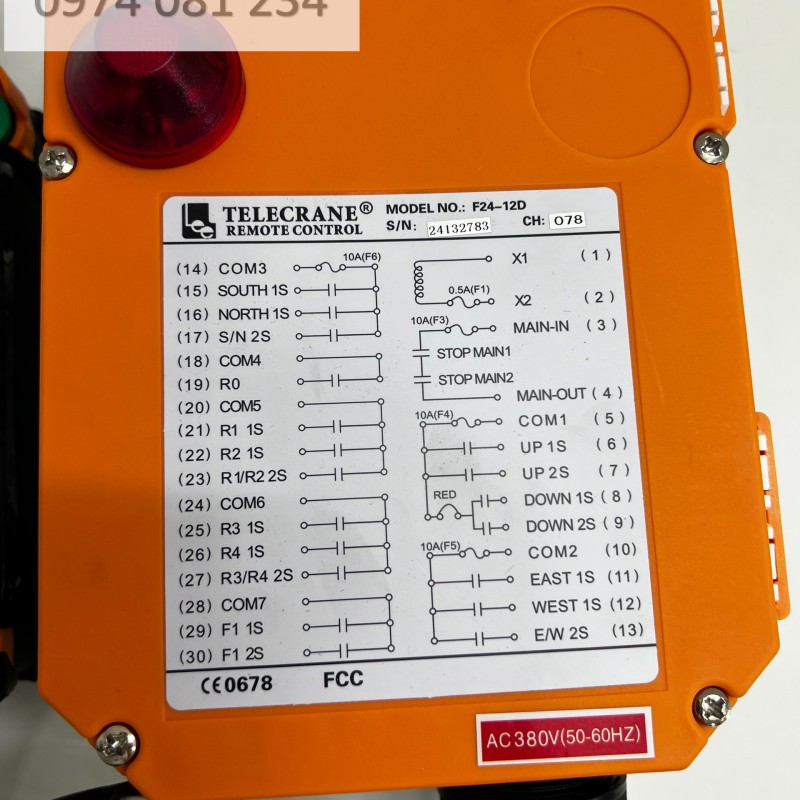 0974 081 234
TELECRANE®
REMOTE CONTROL
MODEL NO.: F24-12D
S/N: 24132783 CH: 078
(14) COM3 10A(F6)
(15) SOUTH 1S
(16) NORTH 1S
(17) S/N 2S
(18) COM4
(19) R0
(20) COM5
(21) R1 1S
(22) R2 1S
(23) R1/R2 2S
(24) COM6
(25) R3 1S
(26) R4 1S
(27) R3/R4 2S
(28) COM7
(29) F1 1S
(30) F1 2S
X1 (1)
0.5A(F1) X2 (2)
10A(F3) MAIN-IN (3)
STOP MAIN1
STOP MAIN2
MAIN-OUT (4)
10A(F4) COM1 (5)
UP 1S (6)
UP 2S (7)
RED DOWN 1S (8)
DOWN 2S (9)
10A(F5) COM2 (10)
EAST 1S (11)
WEST 1S (12)
E/W 2S (13)
CE0678 FCC
AC380V(50-60HZ)